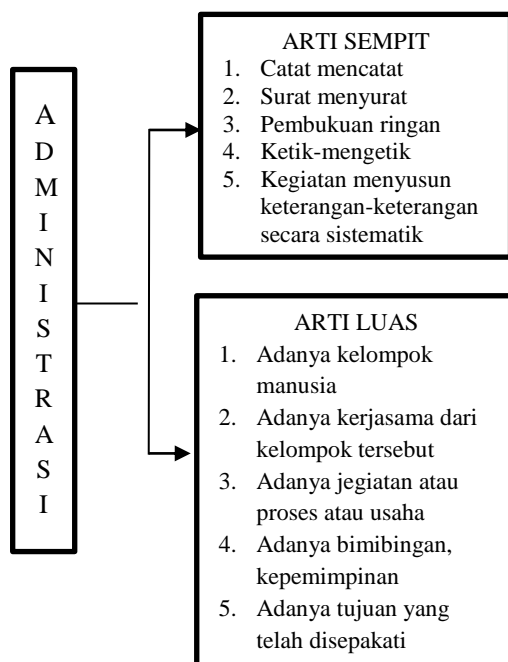 A
D
M
I
N
I
S
T
R
A
S
I
ARTI SEMPIT
1. Catat mencatat
2. Surat menyurat
3. Pembukuan ringan
4. Ketik-mengetik
5. Kegiatan menyusun
keterangan-keterangan
secara sistematik
ARTI LUAS
1. Adanya kelompok
manusia
2. Adanya kerjasama dari
kelompok tersebut
3. Adanya jegiatan atau
proses atau usaha
4. Adanya bimibingan,
kepemimpinan
5. Adanya tujuan yang
telah disepakati